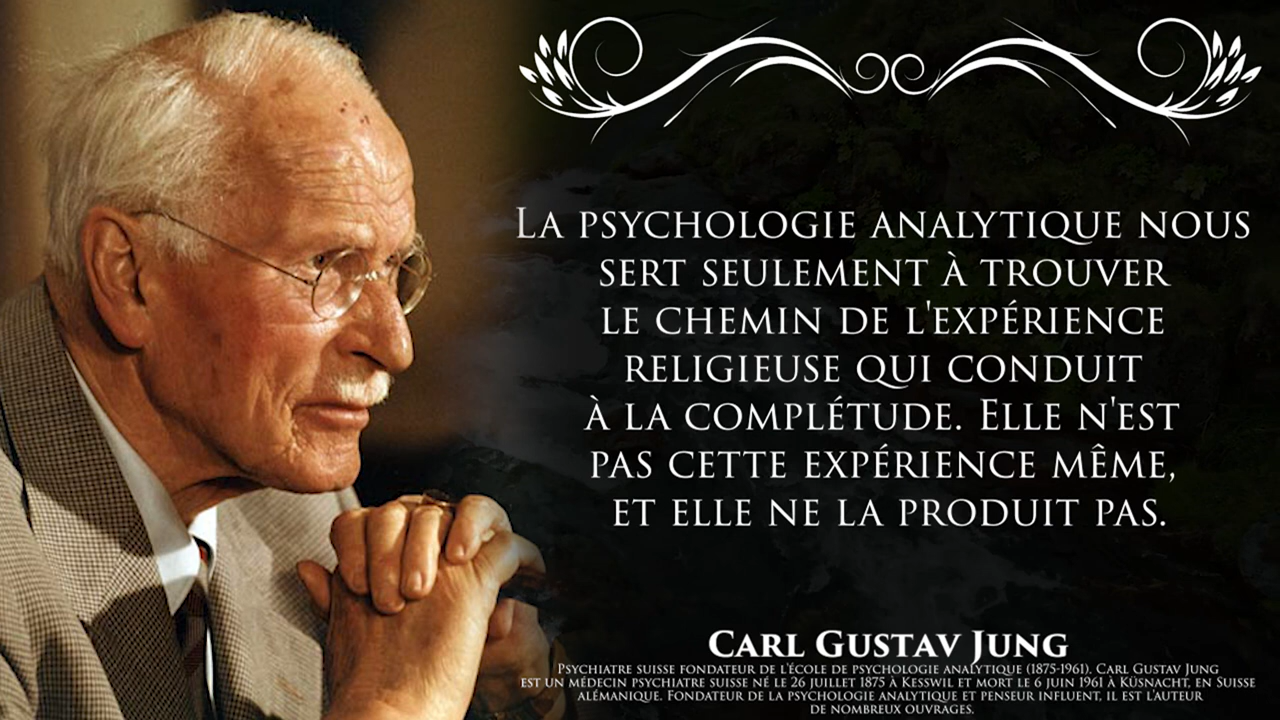 La psychologie analytique nous
sert seulement à trouver
le chemin de l'expérience
religieuse qui conduit
à la complétude. Elle n'est
pas cette expérience même,
et elle ne la produit pas.
Carl Gustav Jung
Psychiatre suisse fondateur de l'école de psychologie analytique (1875-1961). Carl Gustav Jung
est un médecin psychiatre suisse né le 26 juillet 1875 à Kesswil et mort le 6 juin 1961 à Küsnacht, en Suisse
alémanique. Fondateur de la psychologie analytique et penseur influent, il est l'auteur
de nombreux ouvrages.